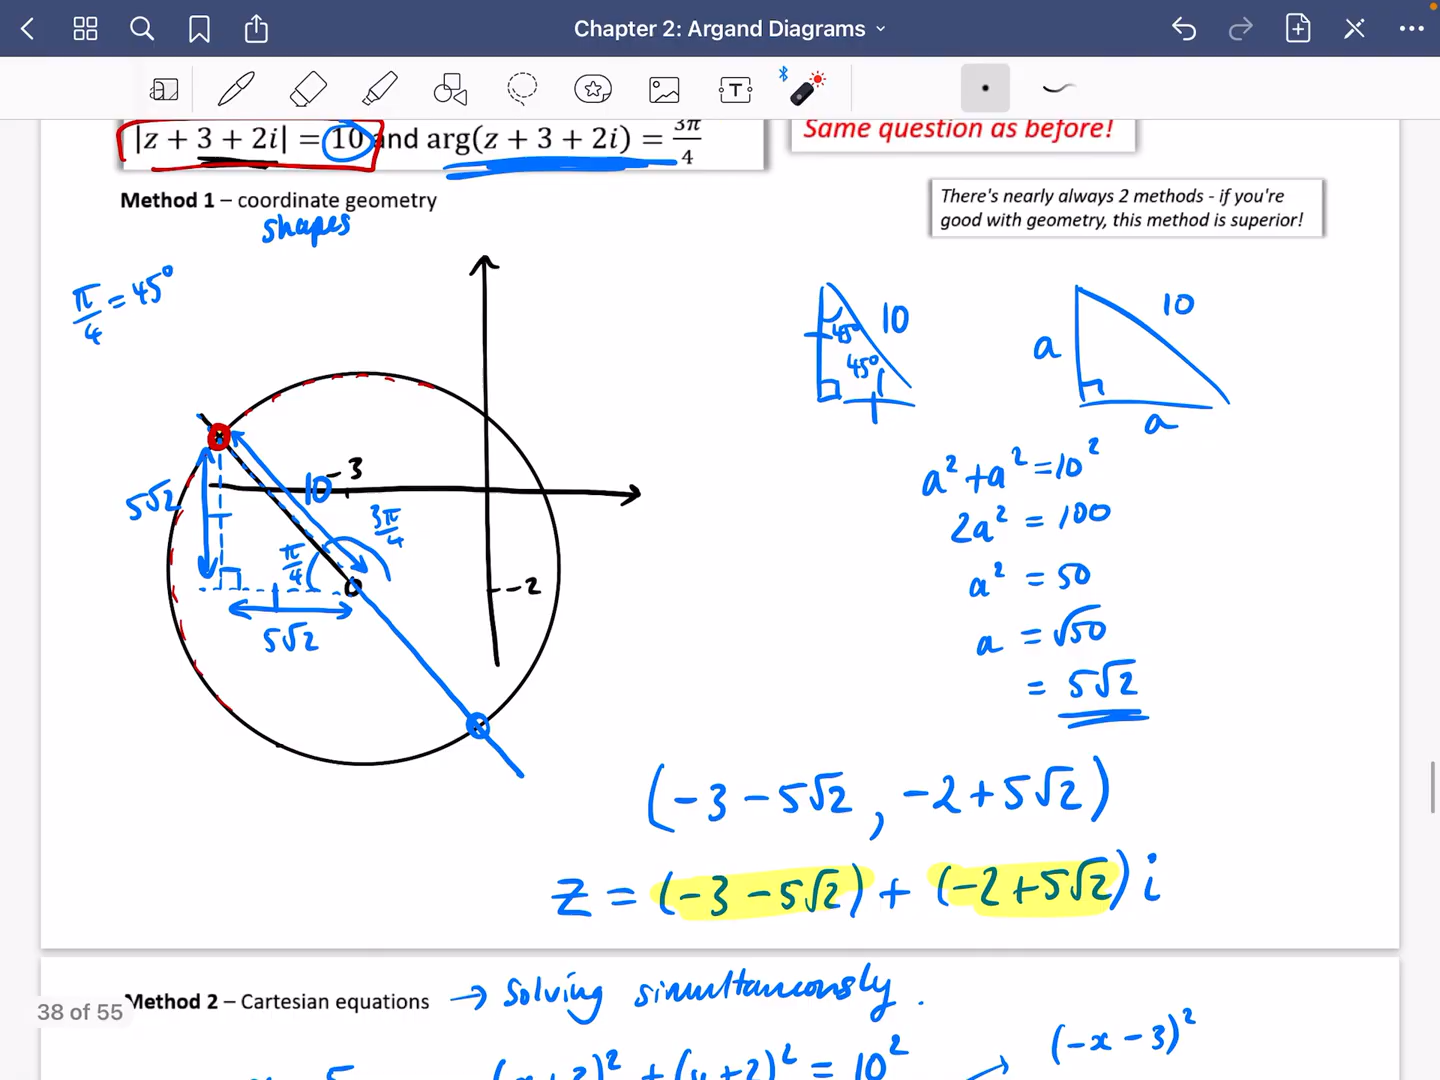 Chapter 2: Argand Diagrams
|z + 3 + 2i| = 10 and arg(z + 3 + 2i) = 3π/4
Same question as before!
Method 1 – coordinate geometry
shapes
There's nearly always 2 methods - if you're
good with geometry, this method is superior!
π/4 = 45°
-3
10
5√2
3π/4
π/4
5√2
-2
45°
45°
10
a
10
a
a² + a² = 10²
2a² = 100
a² = 50
a = √50
= 5√2
(-3 - 5√2, -2 + 5√2)
z = (-3 - 5√2) + (-2 + 5√2) i
38 of 55
Method 2 – Cartesian equations → Solving simultaneously.
(-x - 3)²